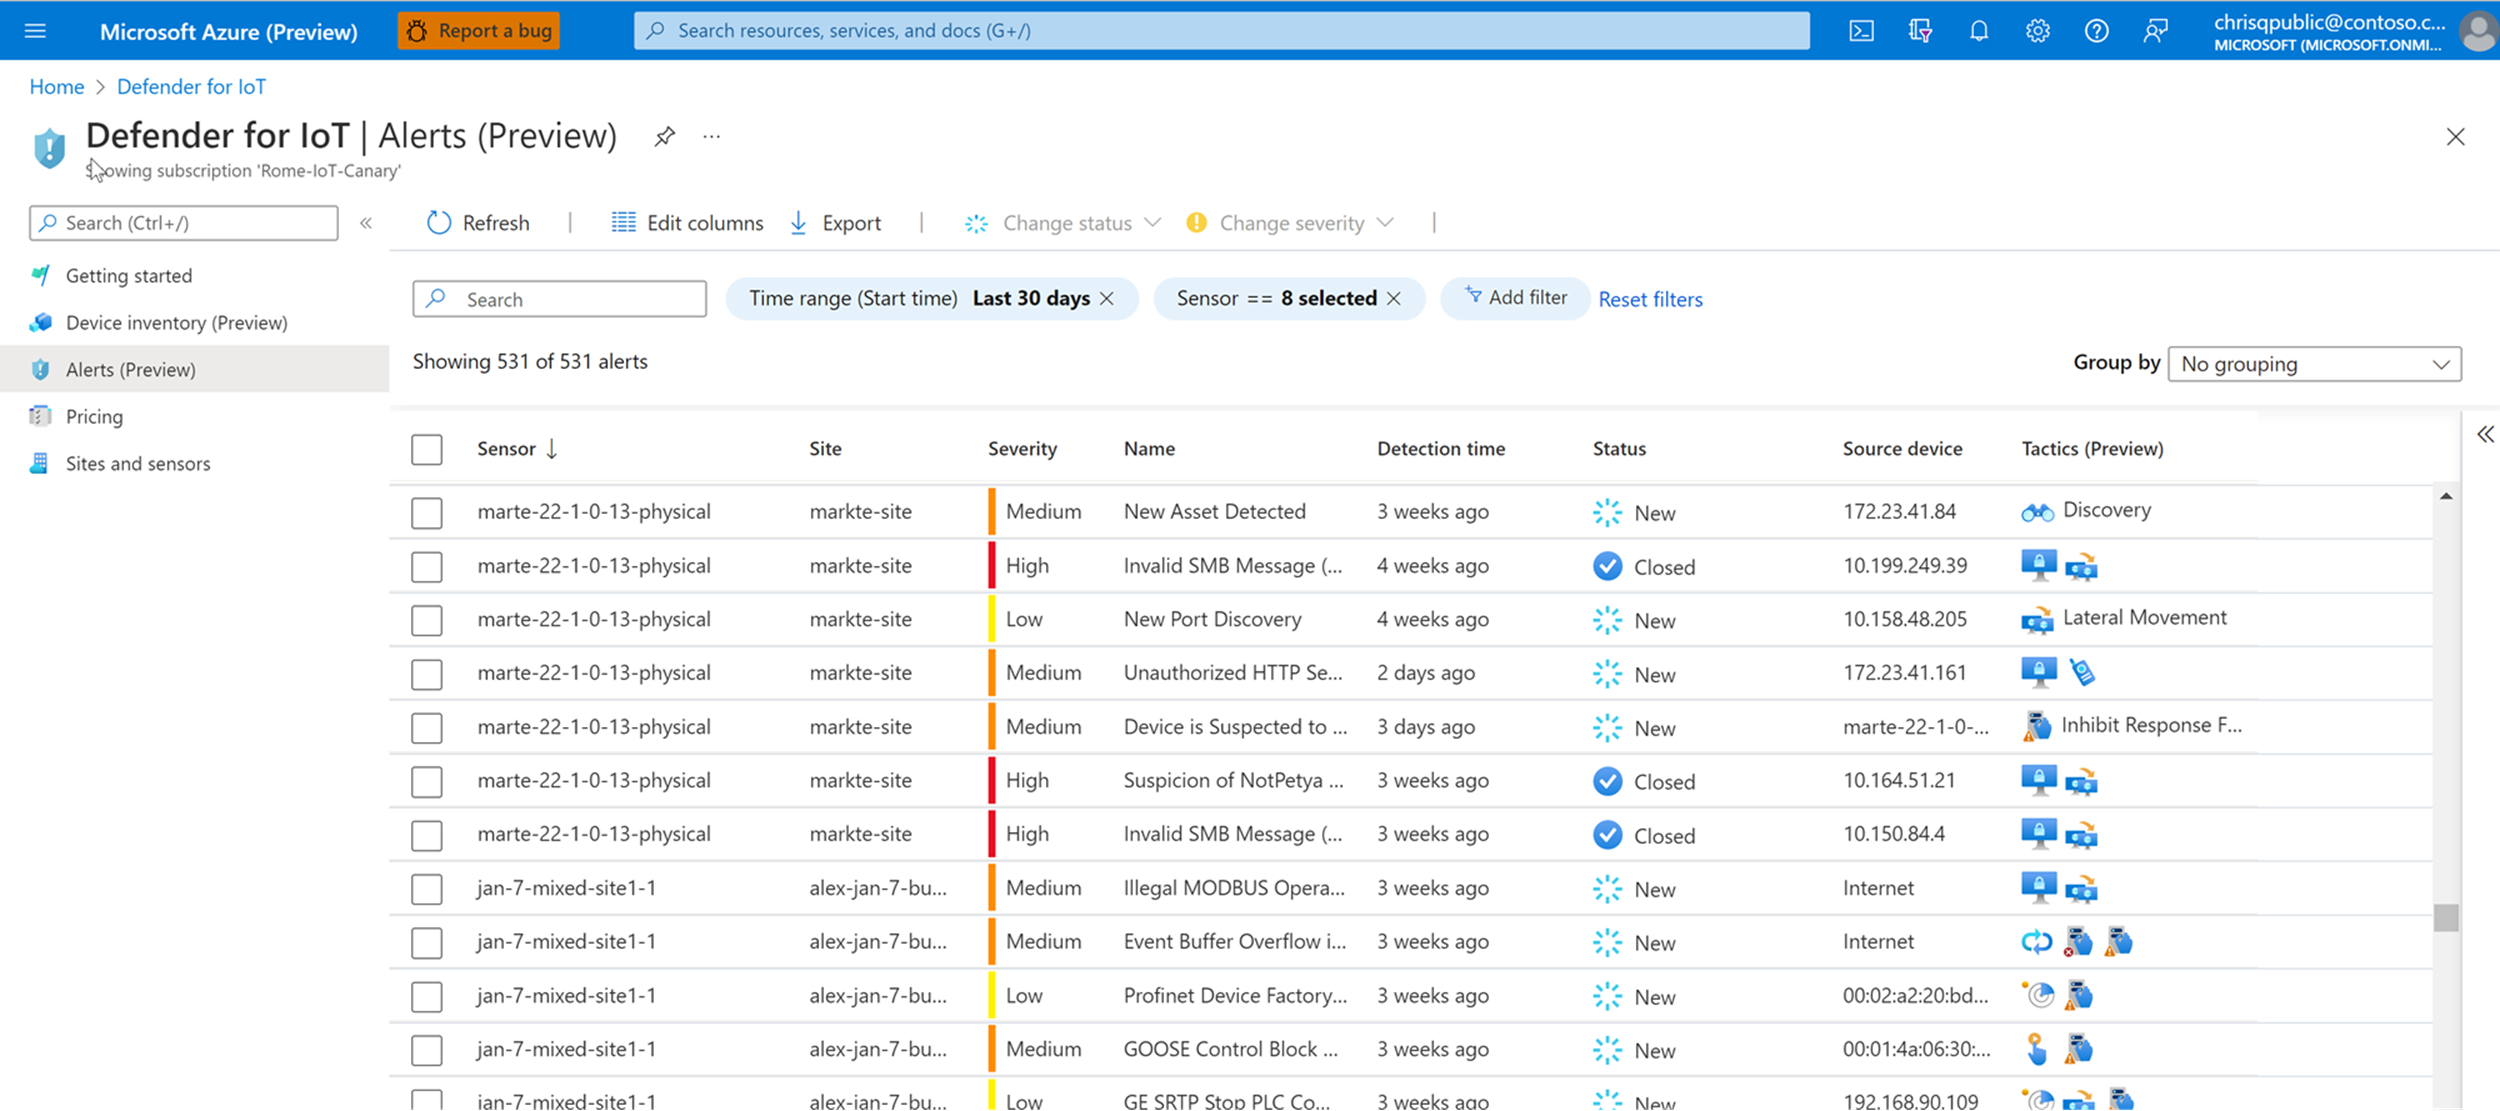 Microsoft Azure (Preview) Report a bug Search resources, services, and docs (G+/) chrisqpublic@contoso.c...
MICROSOFT (MICROSOFT.ONMI...
Home > Defender for IoT
Defender for IoT | Alerts (Preview) ...
Showing subscription 'Rome-IoT-Canary'
Search (Ctrl+/) « Refresh | Edit columns Export | Change status Change severity |
Getting started
Device inventory (Preview)
Alerts (Preview)
Pricing
Sites and sensors
Search Time range (Start time) Last 30 days × Sensor == 8 selected × Add filter Reset filters
Showing 531 of 531 alerts Group by No grouping
Sensor ↓ Site Severity Name Detection time Status Source device Tactics (Preview) «
marte-22-1-0-13-physical markte-site Medium New Asset Detected 3 weeks ago New 172.23.41.84 Discovery
marte-22-1-0-13-physical markte-site High Invalid SMB Message (... 4 weeks ago Closed 10.199.249.39
marte-22-1-0-13-physical markte-site Low New Port Discovery 4 weeks ago New 10.158.48.205 Lateral Movement
marte-22-1-0-13-physical markte-site Medium Unauthorized HTTP Se... 2 days ago New 172.23.41.161
marte-22-1-0-13-physical markte-site Medium Device is Suspected to ... 3 days ago New marte-22-1-0-... Inhibit Response F...
marte-22-1-0-13-physical markte-site High Suspicion of NotPetya ... 3 weeks ago Closed 10.164.51.21
marte-22-1-0-13-physical markte-site High Invalid SMB Message (... 3 weeks ago Closed 10.150.84.4
jan-7-mixed-site1-1 alex-jan-7-bu... Medium Illegal MODBUS Opera... 3 weeks ago New Internet
jan-7-mixed-site1-1 alex-jan-7-bu... Medium Event Buffer Overflow i... 3 weeks ago New Internet
jan-7-mixed-site1-1 alex-jan-7-bu... Low Profinet Device Factory... 3 weeks ago New 00:02:a2:20:bd...
jan-7-mixed-site1-1 alex-jan-7-bu... Medium GOOSE Control Block ... 3 weeks ago New 00:01:4a:06:30:...
jan-7-mixed-site1-1 alex-jan-7-bu... Low GE SRTP Stop PLC Co... 3 weeks ago New 192.168.90.109